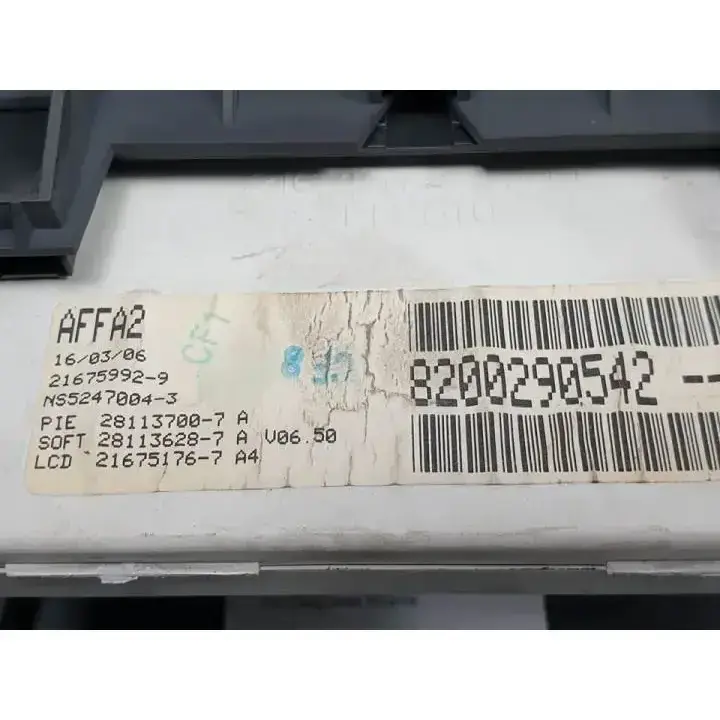 AFFA2
16/03/06
21675992-9
NS5247004-3
PIE 28113700-7 A
SOFT 28113628-7 A V06.50
LCD 21675176-7 A4
8200290542 --